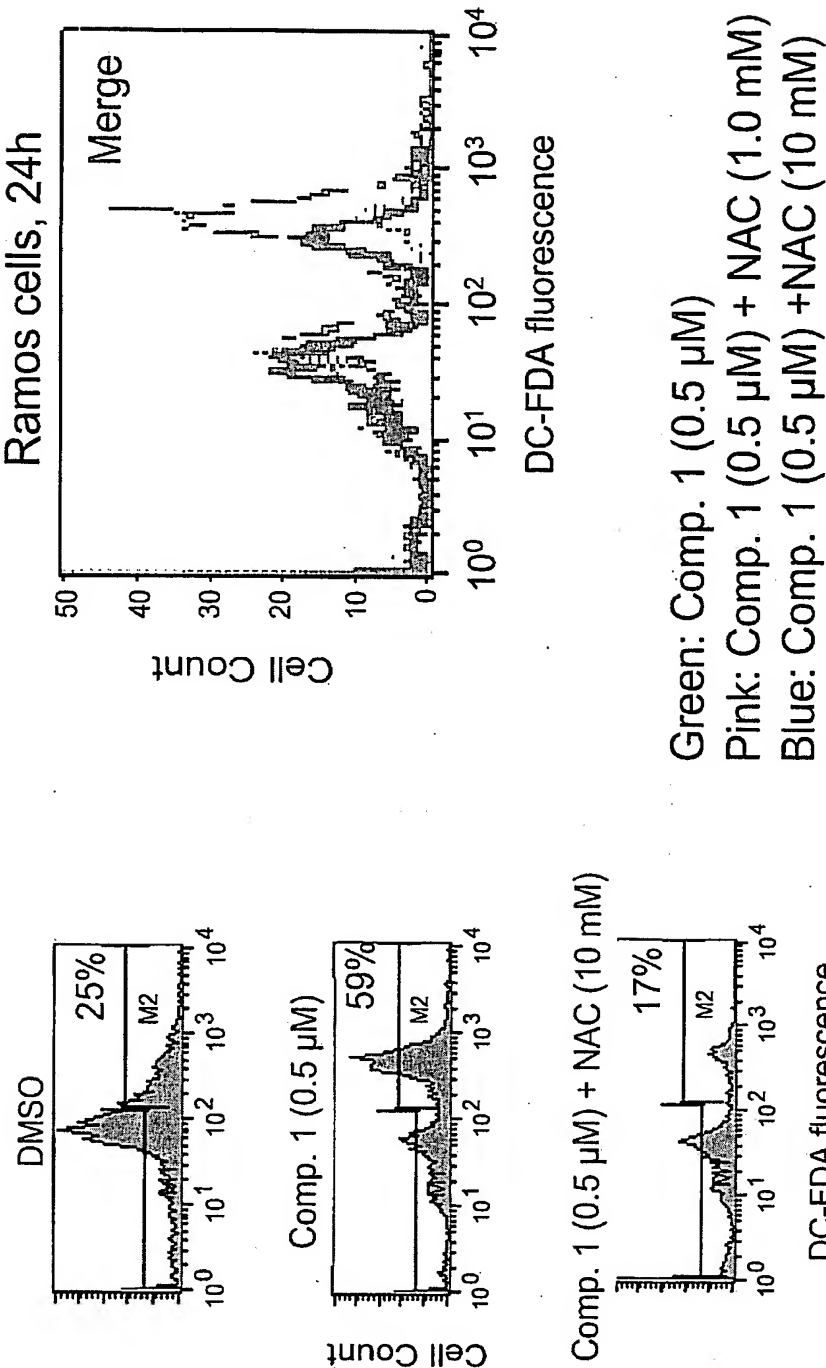 Ramos cells, 24h
DMSO
25%
M2
10⁰ 10¹ 10² 10³ 10⁴
Comp. 1 (0.5 µM)
59%
M2
M1
10⁰ 10¹ 10² 10³ 10⁴
Cell Count
Comp. 1 (0.5 µM) + NAC (10 mM)
17%
M2
M1
10⁰ 10¹ 10² 10³ 10⁴
DC-FDA fluorescence
Merge
50
40
30
20
10
0
Cell Count
10⁰ 10¹ 10² 10³ 10⁴
DC-FDA fluorescence
Green: Comp. 1 (0.5 µM)
Pink: Comp. 1 (0.5 µM) + NAC (1.0 mM)
Blue: Comp. 1 (0.5 µM) +NAC (10 mM)